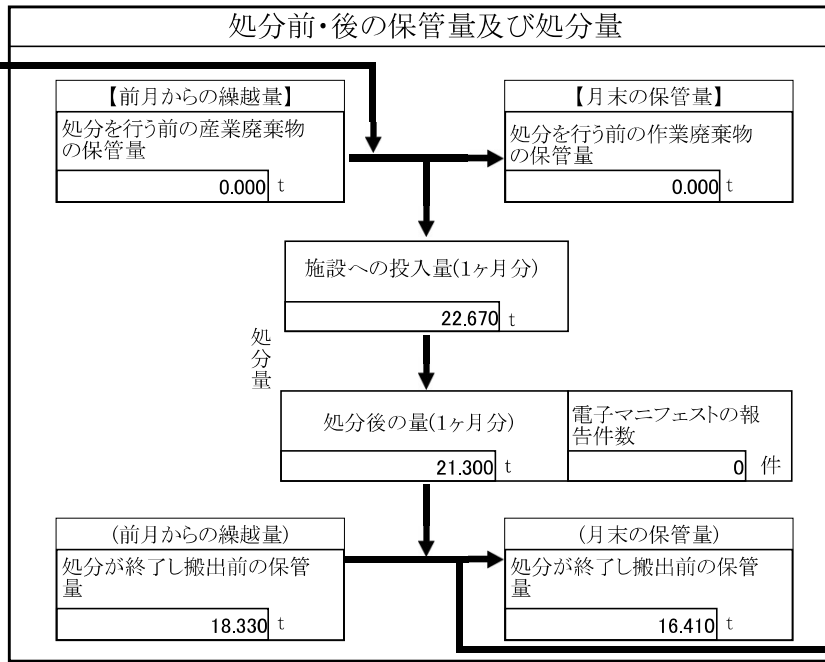 処分前・後の保管量及び処分量
【前月からの繰越量】
処分を行う前の産業廃棄物
の保管量
0.000 t
【月末の保管量】
処分を行う前の作業廃棄物
の保管量
0.000 t
施設への投入量(1ヶ月分)
22.670 t
処分量
処分後の量(1ヶ月分)
21.300 t
電子マニフェストの報
告件数
0 件
(前月からの繰越量)
処分が終了し搬出前の保管
量
18.330 t
(月末の保管量)
処分が終了し搬出前の保管
量
16.410 t